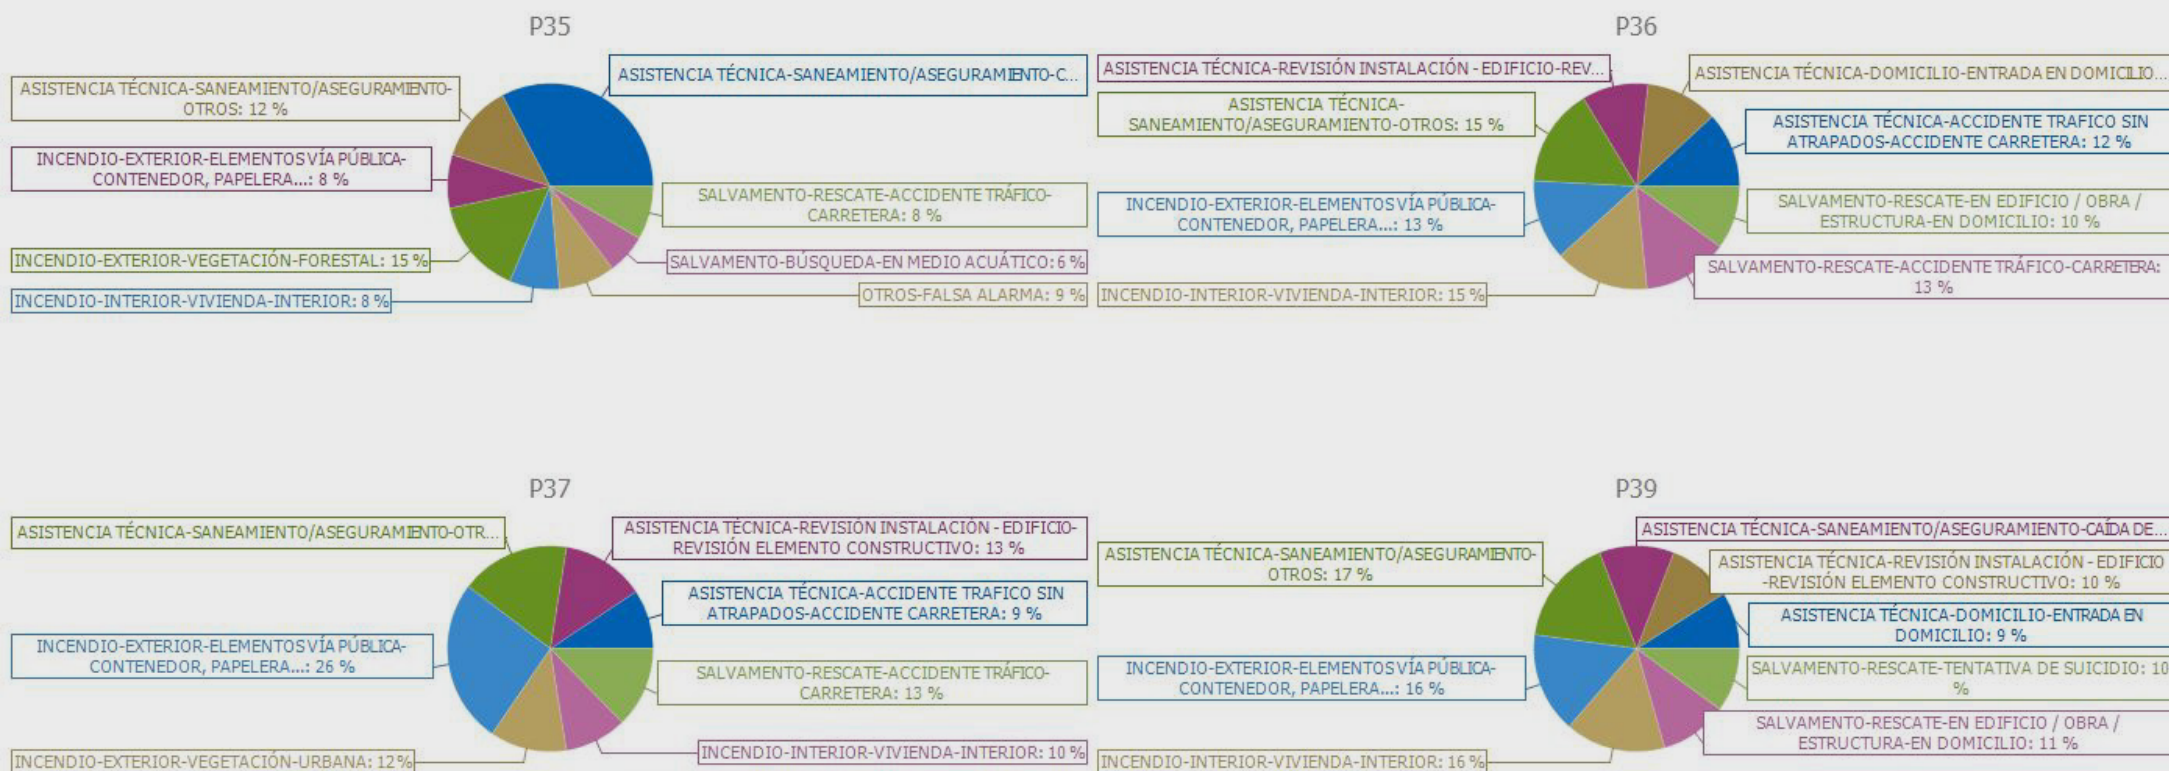 P35
ASISTENCIA TÉCNICA-SANEAMIENTO/ASEGURAMIENTO-C...
ASISTENCIA TÉCNICA-SANEAMIENTO/ASEGURAMIENTO-
OTROS: 12 %
INCENDIO-EXTERIOR-ELEMENTOS VÍA PÚBLICA-
CONTENEDOR, PAPELERA...: 8 %
SALVAMENTO-RESCATE-ACCIDENTE TRÁFICO-
CARRETERA: 8 %
INCENDIO-EXTERIOR-VEGETACIÓN-FORESTAL: 15 %
SALVAMENTO-BÚSQUEDA-EN MEDIO ACUÁTICO: 6 %
INCENDIO-INTERIOR-VIVIENDA-INTERIOR: 8 %
OTROS-FALSA ALARMA: 9 %
P36
ASISTENCIA TÉCNICA-REVISIÓN INSTALACIÓN - EDIFICIO-REV...
ASISTENCIA TÉCNICA-DOMICILIO-ENTRADA EN DOMICILIO...
ASISTENCIA TÉCNICA-
SANEAMIENTO/ASEGURAMIENTO-OTROS: 15 %
ASISTENCIA TÉCNICA-ACCIDENTE TRAFICO SIN
ATRAPADOS-ACCIDENTE CARRETERA: 12 %
INCENDIO-EXTERIOR-ELEMENTOS VÍA PÚBLICA-
CONTENEDOR, PAPELERA...: 13 %
SALVAMENTO-RESCATE-EN EDIFICIO / OBRA /
ESTRUCTURA-EN DOMICILIO: 10 %
SALVAMENTO-RESCATE-ACCIDENTE TRÁFICO-CARRETERA:
13 %
INCENDIO-INTERIOR-VIVIENDA-INTERIOR: 15 %
P37
ASISTENCIA TÉCNICA-SANEAMIENTO/ASEGURAMIENTO-OTR...
ASISTENCIA TÉCNICA-REVISIÓN INSTALACIÓN - EDIFICIO-
REVISIÓN ELEMENTO CONSTRUCTIVO: 13 %
ASISTENCIA TÉCNICA-ACCIDENTE TRAFICO SIN
ATRAPADOS-ACCIDENTE CARRETERA: 9 %
INCENDIO-EXTERIOR-ELEMENTOS VÍA PÚBLICA-
CONTENEDOR, PAPELERA...: 26 %
SALVAMENTO-RESCATE-ACCIDENTE TRÁFICO-
CARRETERA: 13 %
INCENDIO-EXTERIOR-VEGETACIÓN-URBANA: 12 %
INCENDIO-INTERIOR-VIVIENDA-INTERIOR: 10 %
P39
ASISTENCIA TÉCNICA-SANEAMIENTO/ASEGURAMIENTO-CAÍDA DE...
ASISTENCIA TÉCNICA-SANEAMIENTO/ASEGURAMIENTO-
OTROS: 17 %
ASISTENCIA TÉCNICA-REVISIÓN INSTALACIÓN - EDIFICIO
-REVISIÓN ELEMENTO CONSTRUCTIVO: 10 %
ASISTENCIA TÉCNICA-DOMICILIO-ENTRADA EN
DOMICILIO: 9 %
INCENDIO-EXTERIOR-ELEMENTOS VÍA PÚBLICA-
CONTENEDOR, PAPELERA...: 16 %
SALVAMENTO-RESCATE-TENTATIVA DE SUICIDIO: 10
%
SALVAMENTO-RESCATE-EN EDIFICIO / OBRA /
ESTRUCTURA-EN DOMICILIO: 11 %
INCENDIO-INTERIOR-VIVIENDA-INTERIOR: 16 %